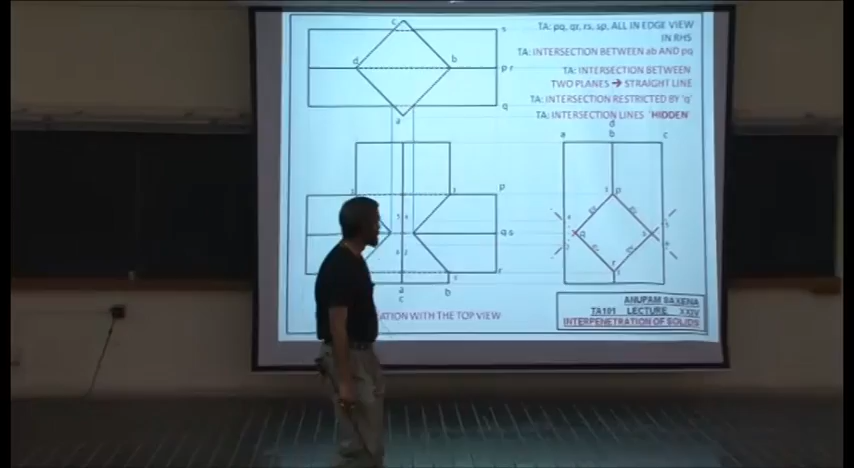 TA: pq, qr, rs, sp, ALL IN EDGE VIEW
IN RHS
TA: INTERSECTION BETWEEN ab AND pq
TA: INTERSECTION BETWEEN
TWO PLANES → STRAIGHT LINE
TA: INTERSECTION RESTRICTED BY 'q'
TA: INTERSECTION LINES 'HIDDEN'
c
s
d
b
p r
q
a
d
a
b
c
p
q s
r
a
c
b
p
q
s
r
ATION WITH THE TOP VIEW
ANUPAM SAXENA
TA101 LECTURE XXIV
INTERPENETRATION OF SOLIDS